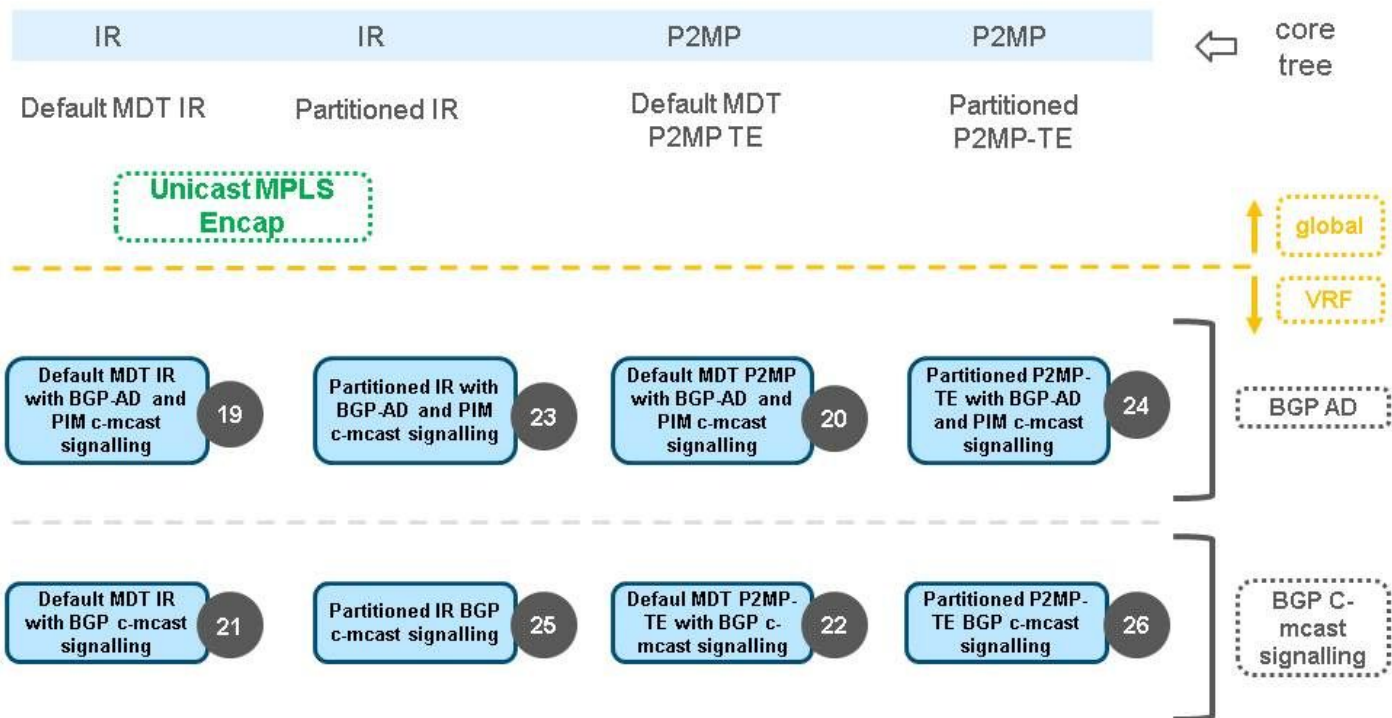 IR
IR
P2MP
P2MP
core
tree
Default MDT IR
Partitioned IR
Default MDT
P2MP TE
Partitioned
P2MP-TE
Unicast MPLS
Encap
global
VRF
Default MDT IR
with BGP-AD and
PIM c-mcast
signalling
19
Partitioned IR with
BGP-AD and PIM
c-mcast signalling
23
Default MDT P2MP
with BGP-AD and
PIM c-mcast
signalling
20
Partitioned P2MP-
TE with BGP-AD
and PIM c-mcast
signalling
24
BGP AD
Default MDT IR
with BGP c-mcast
signalling
21
Partitioned IR BGP
c-mcast signalling
25
Defaul MDT P2MP-
TE with BGP c-
mcast signalling
22
Partitioned P2MP-
TE BGP c-mcast
signalling
26
BGP C-
mcast
signalling